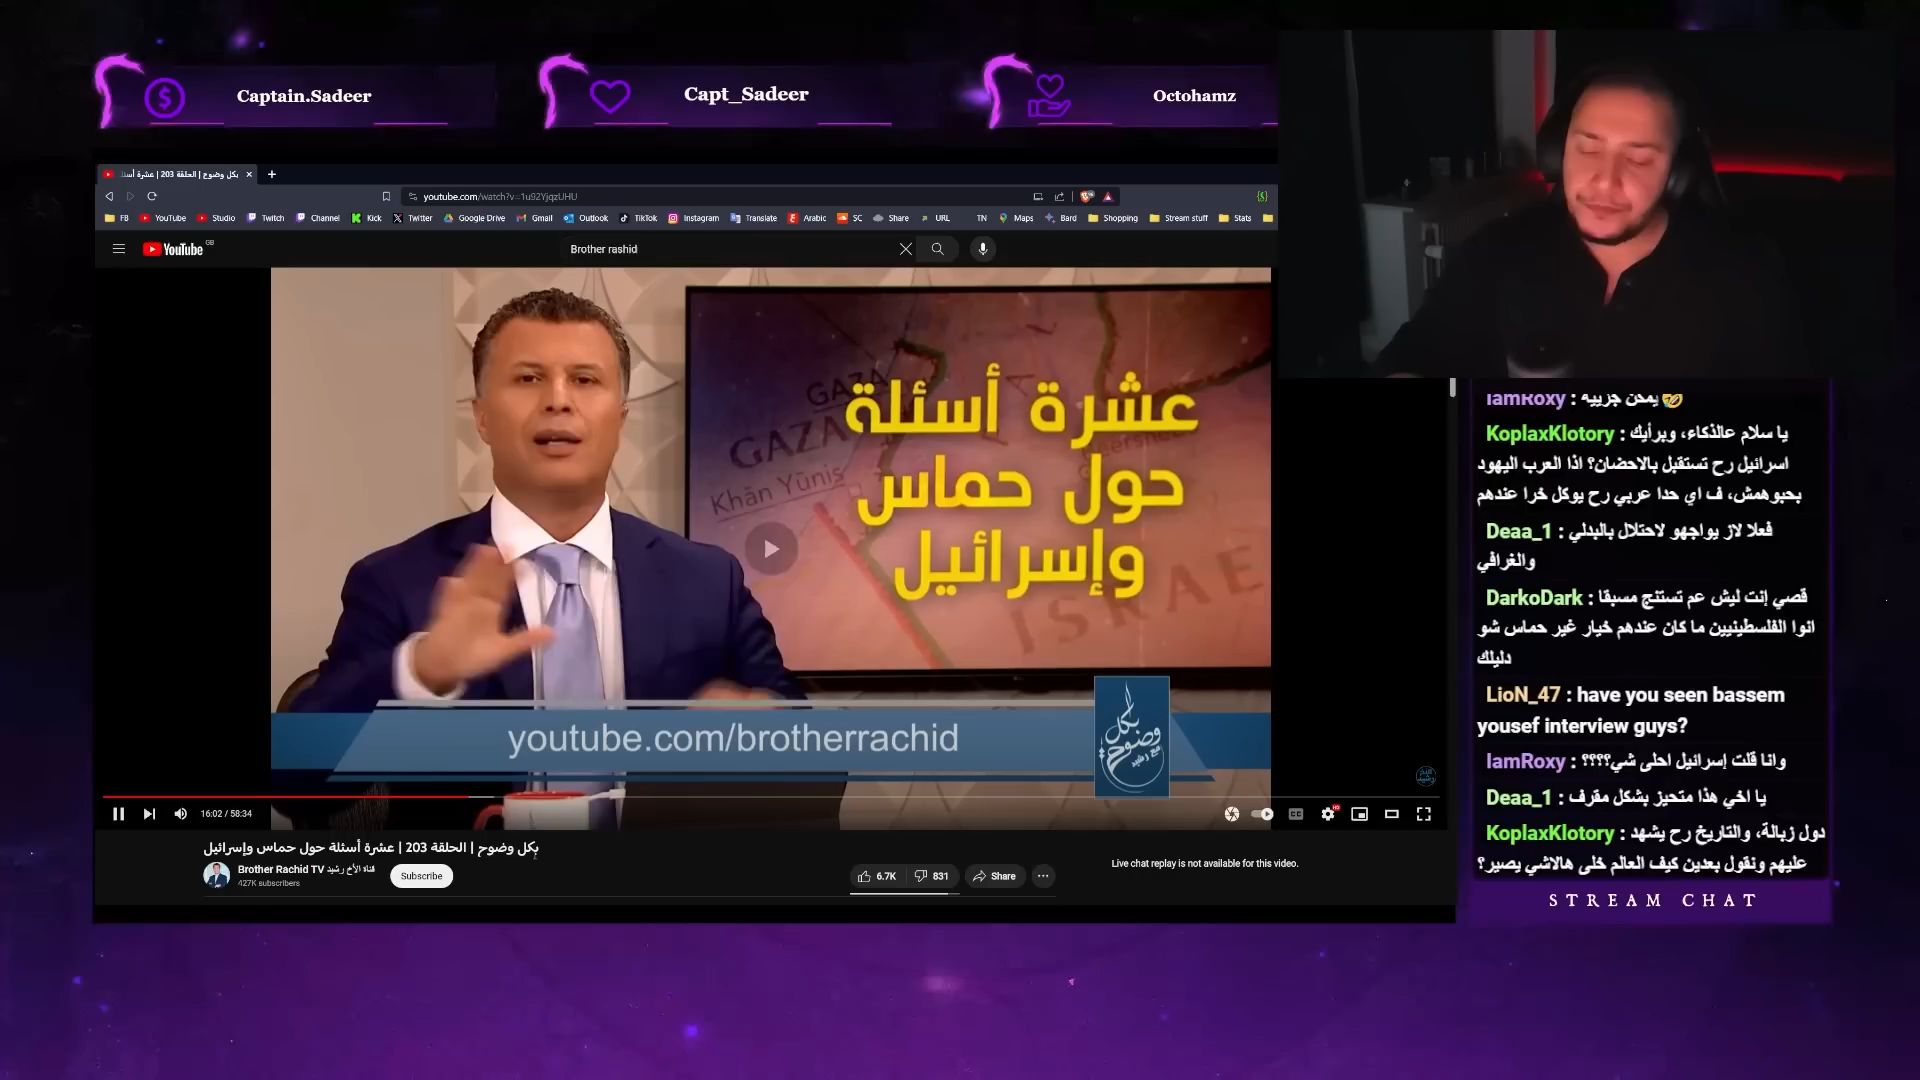 Captain.Sadeer
Capt_Sadeer
Octohamz
بكل وضوح | الحلقة 203 | عشرة أسئ
youtube.com/watch?v=1u92YjqzUHU
FB YouTube Studio Twitch Channel Kick Twitter Google Drive Gmail Outlook TikTok Instagram Translate Arabic SC Share URL TN Maps Bard Shopping Stream stuff Stats
YouTube GB
Brother rashid
GAZA
GAZA
Khān Yūnis
ISRAE
عشرة أسئلة
حول حماس
وإسرائيل
youtube.com/brotherrachid
بكل وضوح مع رشيد
16:02 / 58:34
CC
HD
بكل وضوح | الحلقة 203 | عشرة أسئلة حول حماس وإسرائيل
Brother Rachid TV قناة الأخ رشيد
427K subscribers
Subscribe
6.7K
831
Share
Live chat replay is not available for this video.
IamRoxy : يمكن جزييه
KoplaxKlotory : يا سلام عالذكاء، وبرأيك
اسرائيل رح تستقبل بالاحضان؟ اذا العرب اليهود
بحبوهمش، ف اي حدا عربي رح يوكل خرا عندهم
Deaa_1 : فعلا لاز يواجهو لاحتلال بالبدلي
والغرافي
DarkoDark : قصي إنت ليش عم تستنج مسبقا
انوا الفلسطينيين ما كان عندهم خيار غير حماس شو
دليلك
LioN_47 : have you seen bassem
yousef interview guys?
IamRoxy : وانا قلت إسرائيل احلى شي؟؟؟؟
Deaa_1 : يا اخي هذا متحيز بشكل مقرف
KoplaxKlotory : دول زبالة، والتاريخ رح يشهد
عليهم ونقول بعدين كيف العالم خلى هالاشي يصير؟
STREAM CHAT